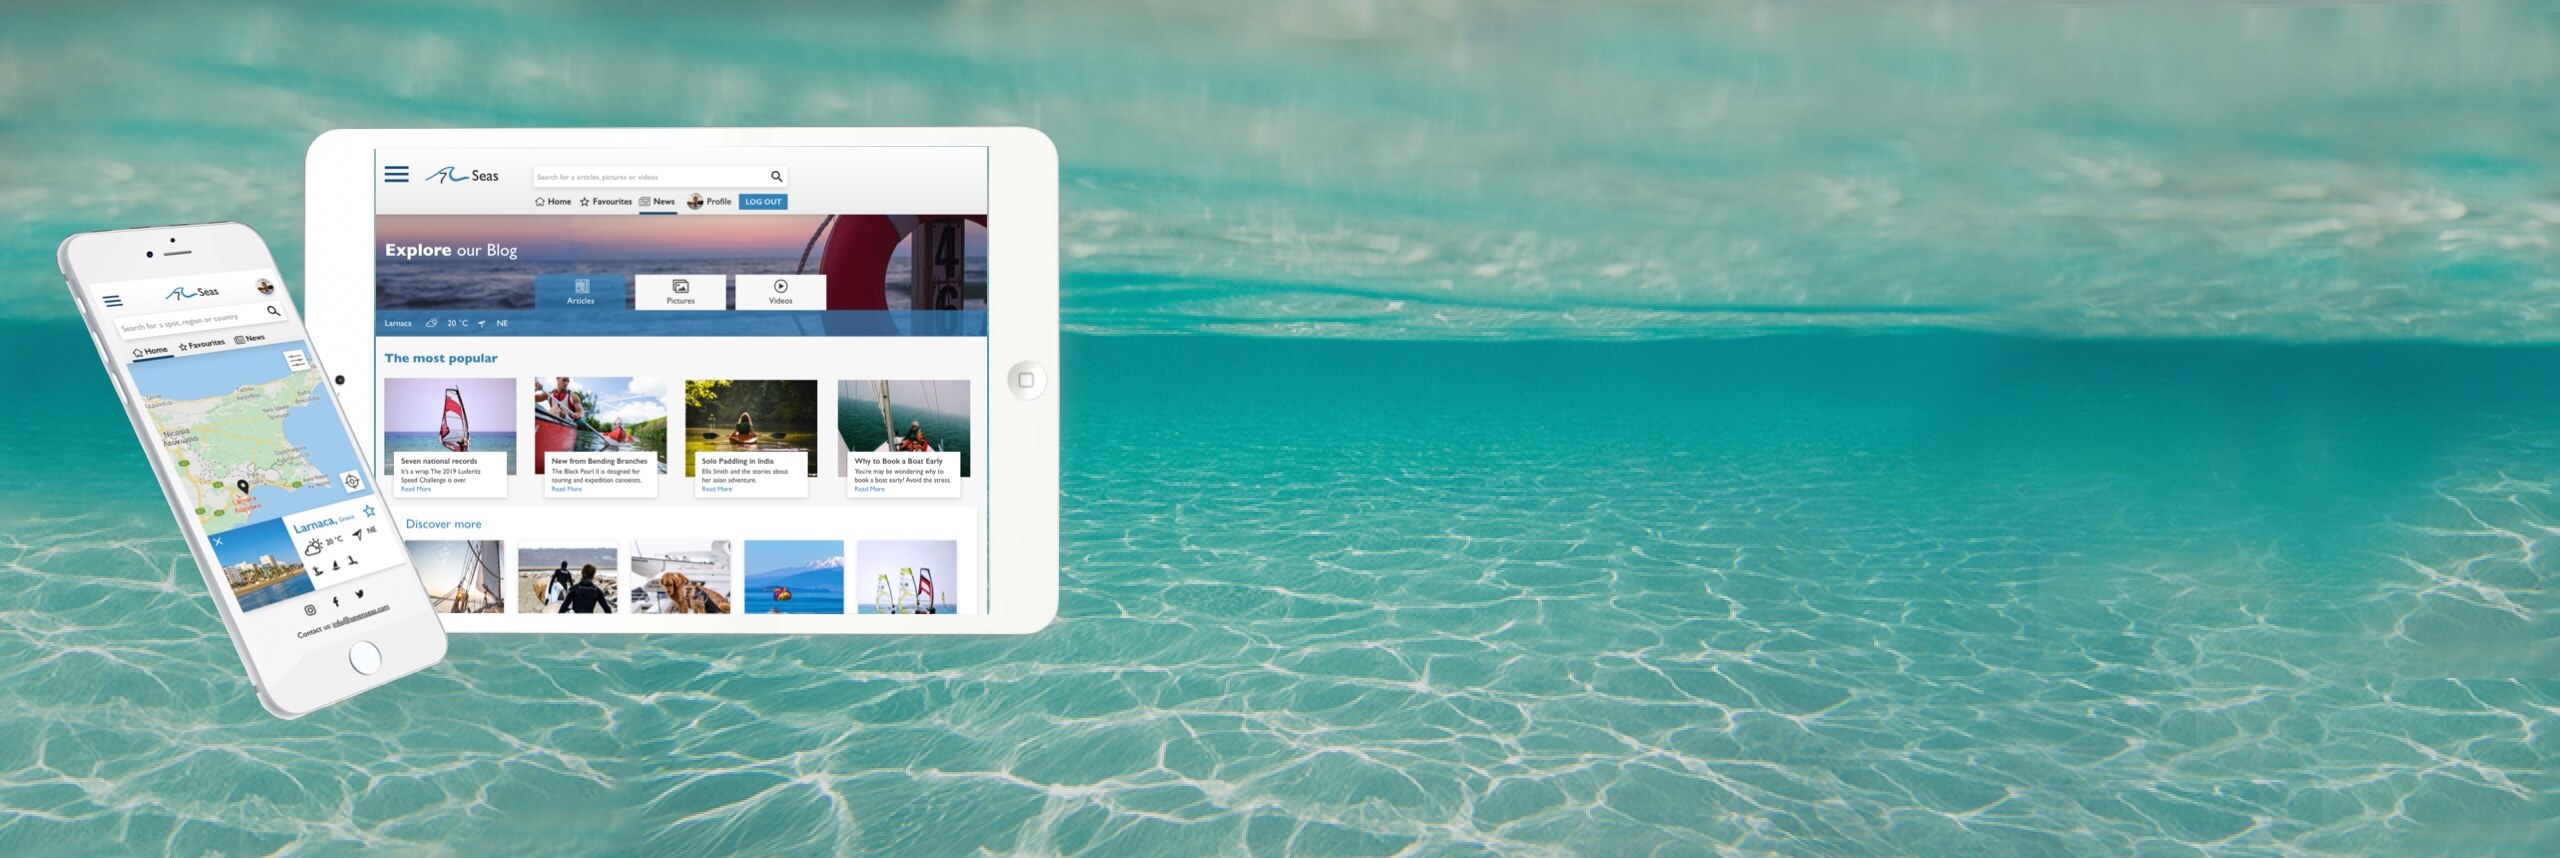 Seas
Search for a articles, pictures or videos
Home Favourites News Profile LOG OUT
Explore our Blog
Articles Pictures Videos
Larnaca 20 °C NE
The most popular
Seven national records
It's a wrap. The 2019 Luderitz
Speed Challenge is over.
Read More
New from Bending Branches
The Black Pearl II is designed for
touring and expedition canoeists.
Read More
Solo Paddling in India
Ella Smith and the stories about
her asian adventure.
Read More
Why to Book a Boat Early
You're may be wondering why to
book a boat early! Avoid the stress.
Read More
Discover more
Seas
Search for a spot, region or country
Home Favourites News
Nicosia
Λευκωσία
Larnaca
Λάρνακα
Larnaca, Greece
20 °C NE
Contact us: info@sevenseas.com